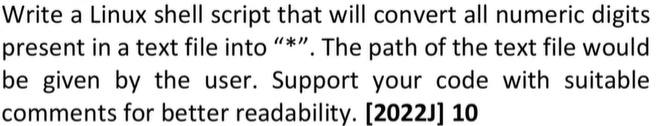 Write a Linux shell script that will convert all numeric digits
present in a text file into “*”. The path of the text file would
be given by the user. Support your code with suitable
comments for better readability. [2022J] 10